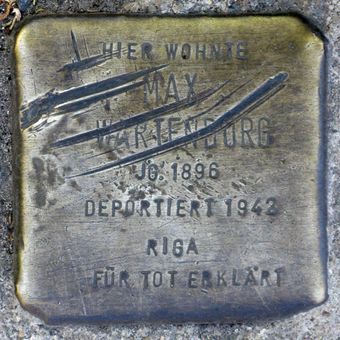 HIER WOHNTE
MAX
WARTENBURG
JG. 1896
DEPORTIERT 1942
RIGA
FÜR TOT ERKLÄRT